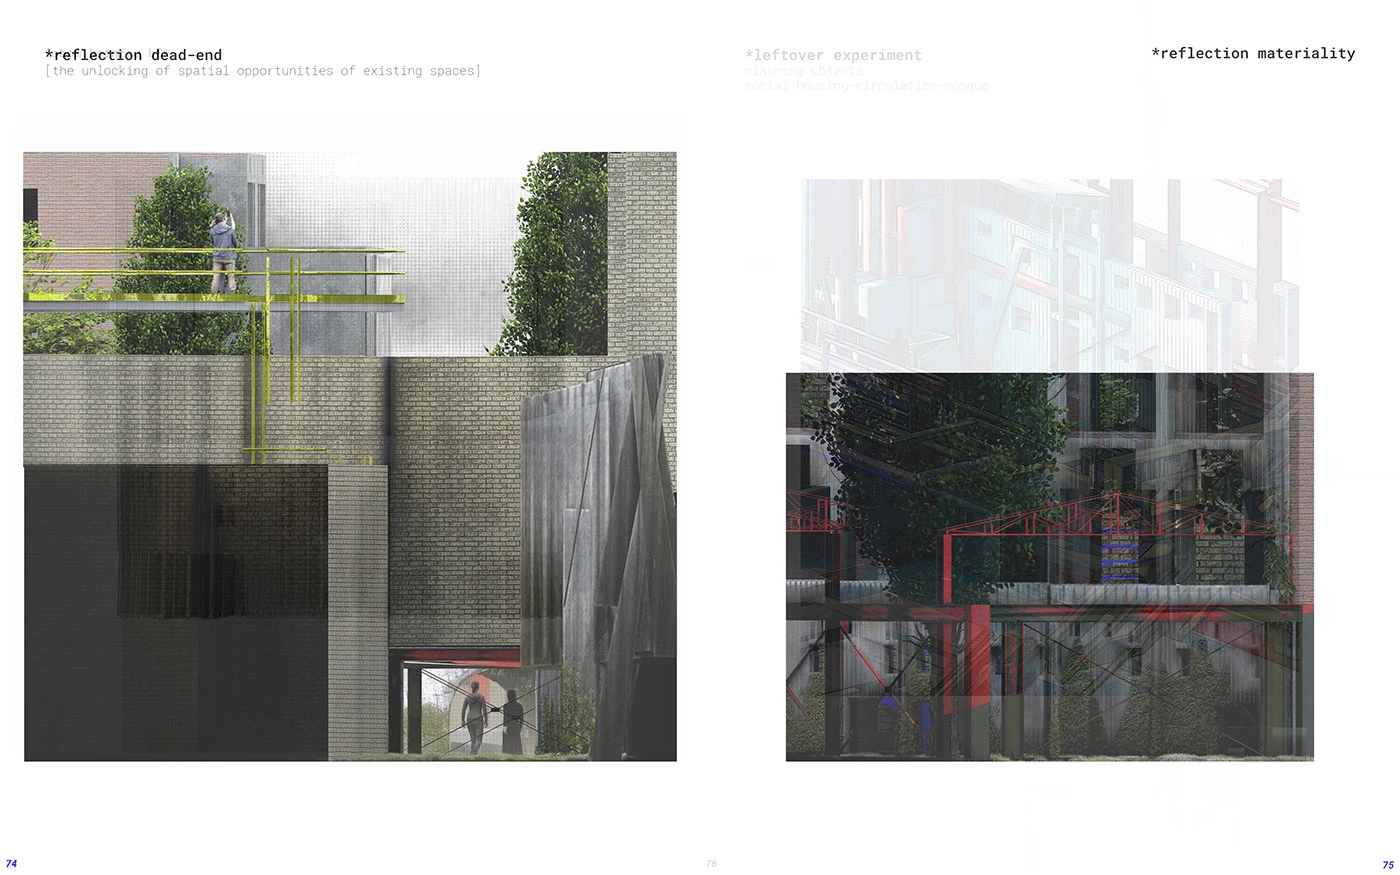 *reflection dead-end
[the unlocking of spatial opportunities of existing spaces]
*leftover experiment
clashing objects
social housing-circulation-mosque
*reflection materiality
74
76
75